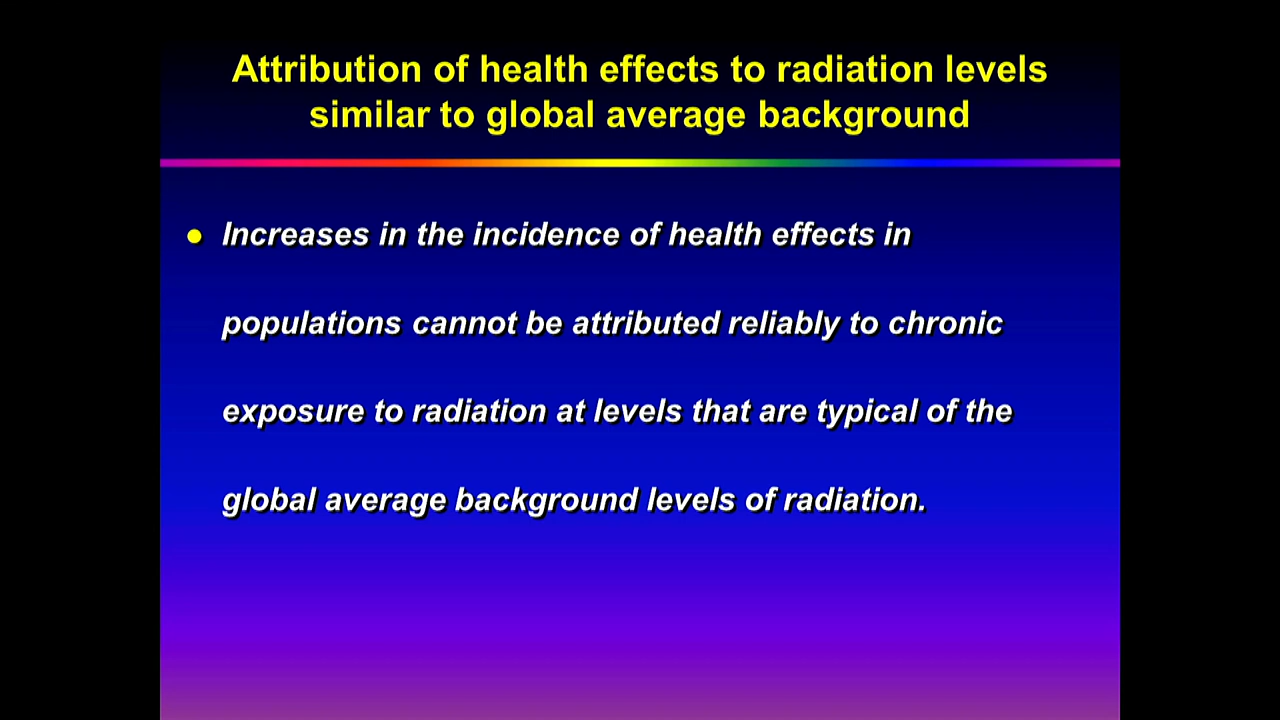 Attribution of health effects to radiation levels
similar to global average background
● Increases in the incidence of health effects in
populations cannot be attributed reliably to chronic
exposure to radiation at levels that are typical of the
global average background levels of radiation.